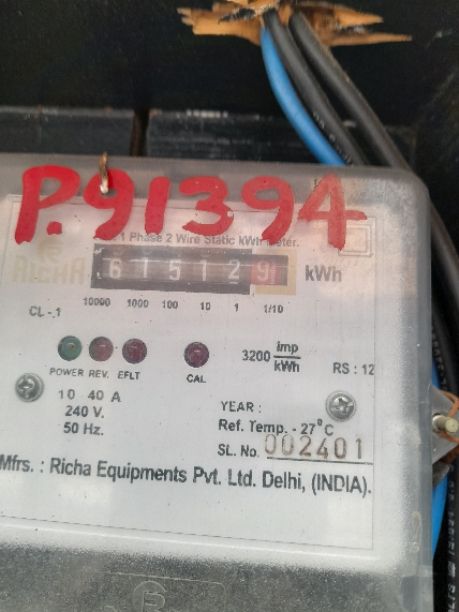 P.91394
1 Phase 2 Wire Static kWh Meter.
RICHA 615129 kWh
10000 1000 100 10 1 1/10
CL-.1
3200 imp/kWh
RS : 12
POWER REV. EFLT CAL
10 40 A
240 V.
50 Hz.
YEAR :
Ref. Temp. - 27°C
SL. No. 002401
Mfrs. : Richa Equipments Pvt. Ltd. Delhi, (INDIA).